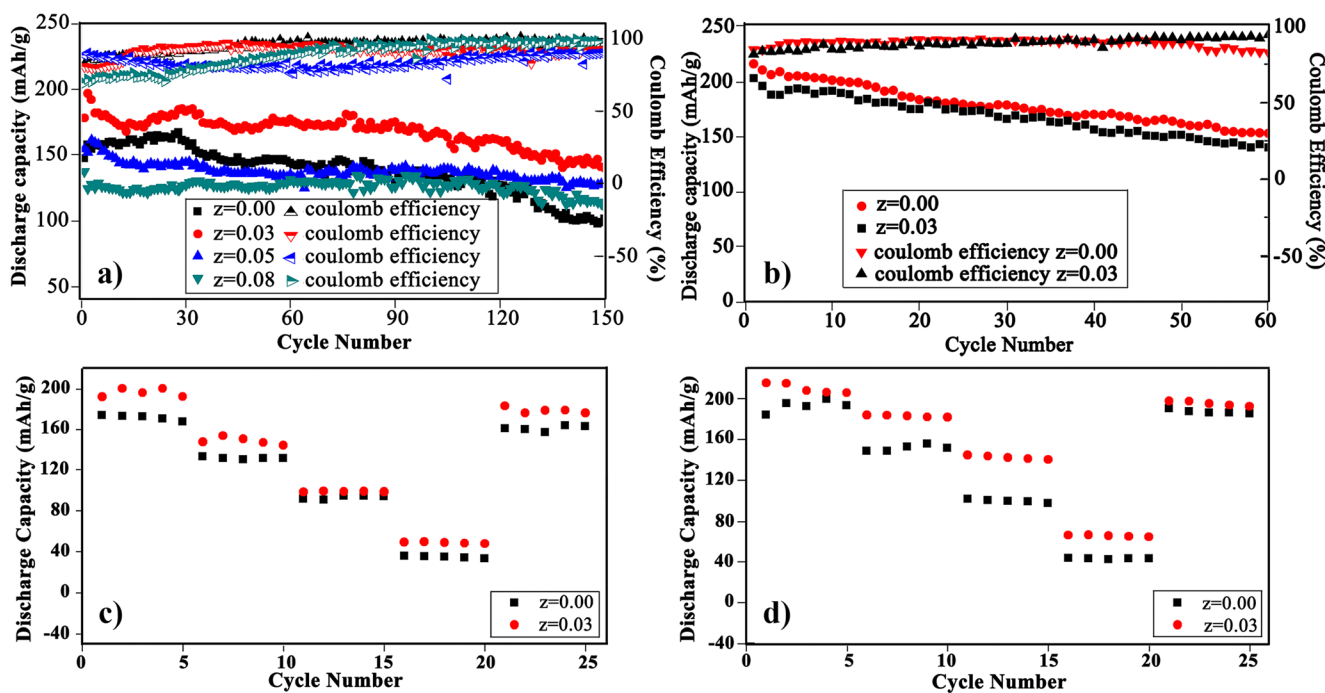 250
200
150
100
50
Discharge capacity (mAh/g)
100
50
0
-50
Coulomb Efficiency (%)
z=0.00 coulomb efficiency
z=0.03 coulomb efficiency
z=0.05 coulomb efficiency
z=0.08 coulomb efficiency
a)
0 30 60 90 120 150
Cycle Number
250
200
150
200
100
50
0
Discharge capacity (mAh/g)
100
50
0
-50
Coulomb Efficiency (%)
z=0.00
z=0.03
coulomb efficiency z=0.00
coulomb efficiency z=0.03
b)
0 10 20 30 40 50 60
Cycle Number
200
160
120
80
40
0
-40
Discharge Capacity (mAh/g)
c)
z=0.00
z=0.03
0 5 10 15 20 25
Cycle Number
200
160
120
80
40
0
-40
Discharge Capacity (mAh/g)
d)
z=0.00
z=0.03
0 5 10 15 20 25
Cycle Number